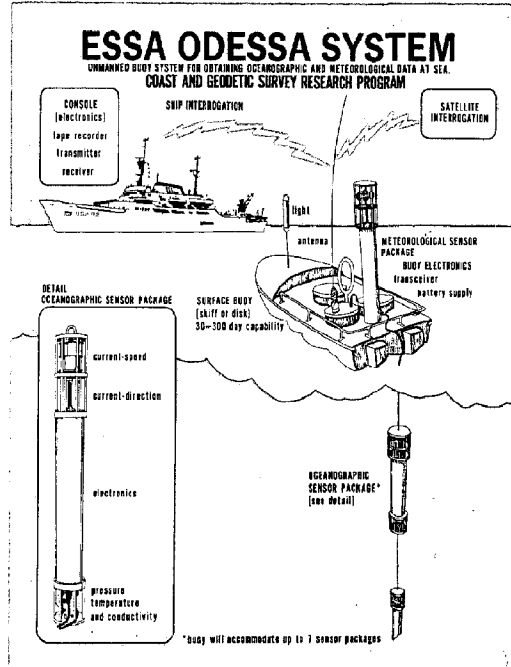 ESSA ODESSA SYSTEM
UNMANNED BUOY SYSTEM FOR OBTAINING OCEANOGRAPHIC AND METEOROLOGICAL DATA AT SEA.
COAST AND GEODETIC SURVEY RESEARCH PROGRAM
CONSOLE
[electronics]
tape recorder
transmitter
receiver
SHIP INTERROGATION
SATELLITE
INTERROGATION
light
antenna
METEOROLOGICAL SENSOR
PACKAGE
BUOY ELECTRONICS
transceiver
battery supply
SURFACE BUOY
[skiff or disk]
30-300 day capability
DETAIL
OCEANOGRAPHIC SENSOR PACKAGE
current-speed
current-direction
electronics
pressure
temperature
and conductivity
OCEANOGRAPHIC
SENSOR PACKAGE*
[see detail]
*buoy will accommodate up to 7 sensor packages